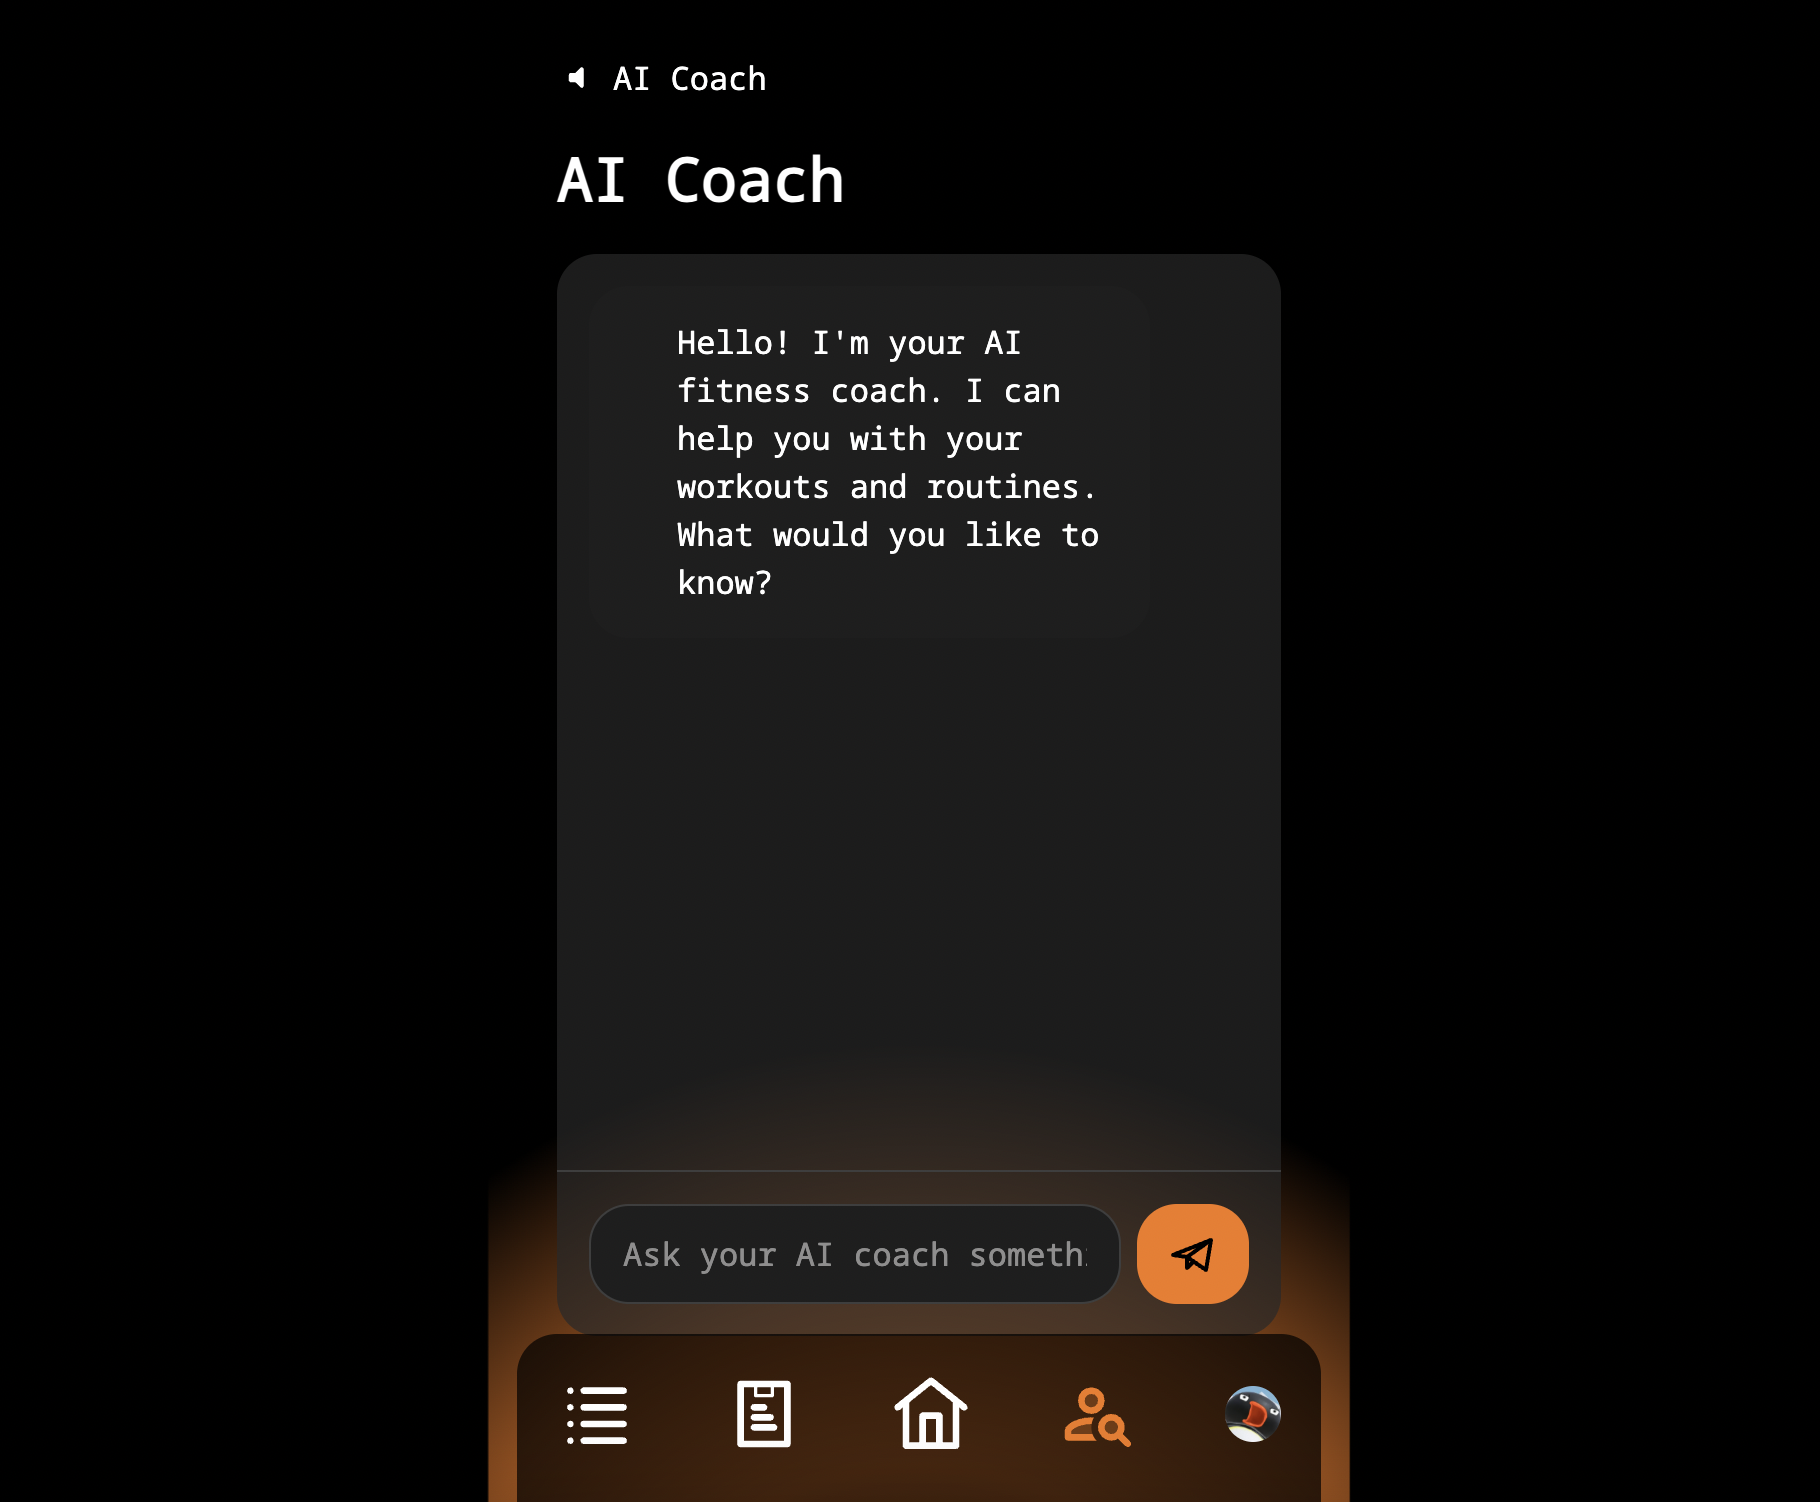 AI Coach
AI Coach
Hello! I'm your AI
fitness coach. I can
help you with your
workouts and routines.
What would you like to
know?
Ask your AI coach someth